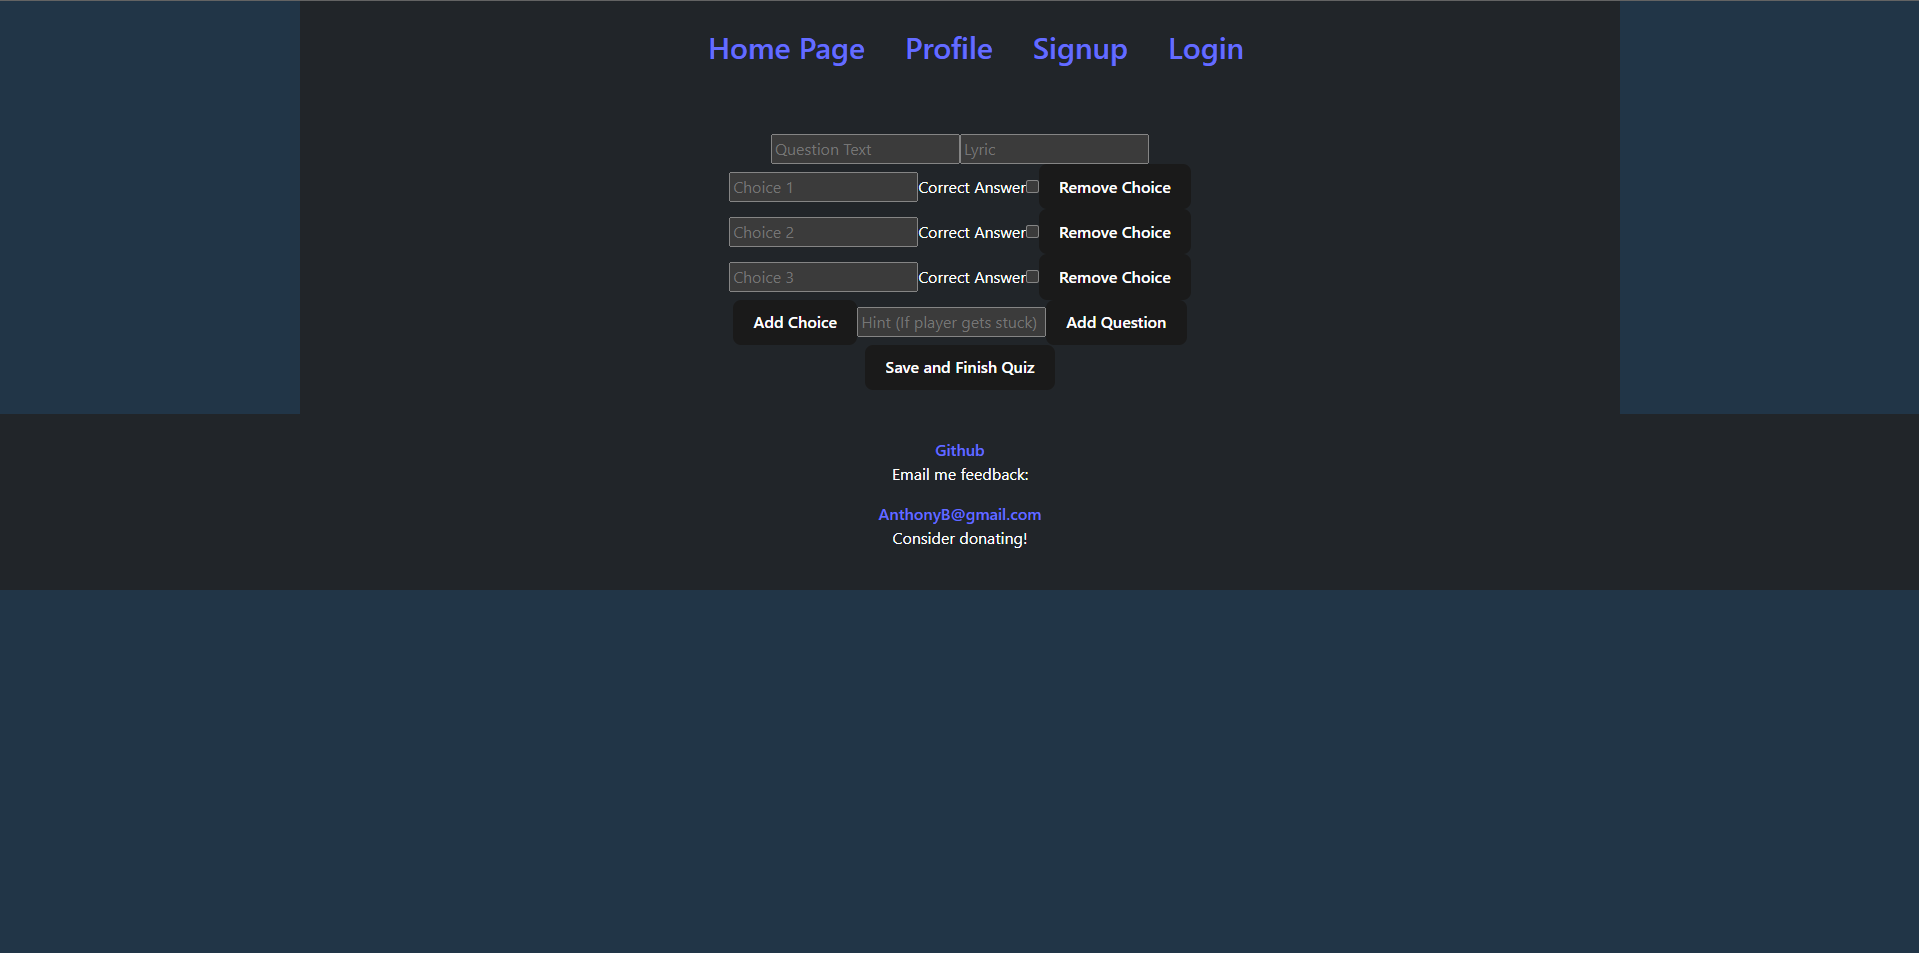 Home Page Profile Signup Login
Question Text Lyric
Choice 1 Correct Answer Remove Choice
Choice 2 Correct Answer Remove Choice
Choice 3 Correct Answer Remove Choice
Add Choice Hint (If player gets stuck) Add Question
Save and Finish Quiz
Github
Email me feedback:
AnthonyB@gmail.com
Consider donating!